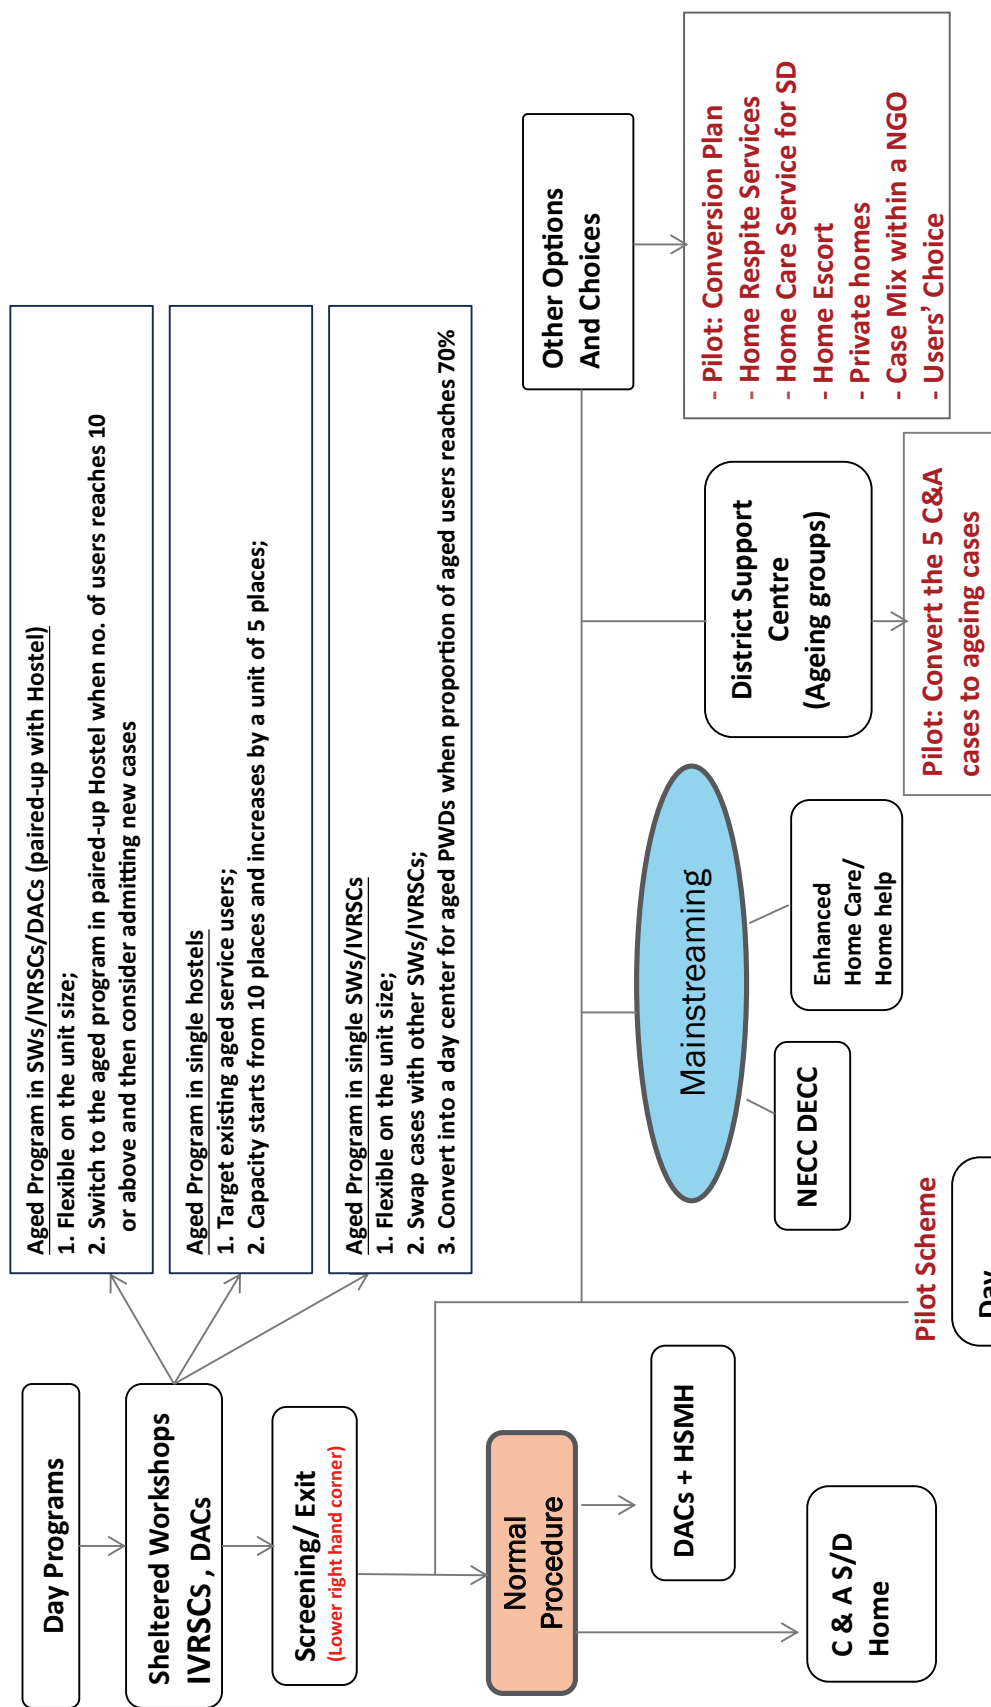 Day Programs
Sheltered Workshops
IVRSCs , DACs
Screening/ Exit
(Lower right hand corner)
Aged Program in SWs/IVRSCs/DACs (paired-up with Hostel)
1. Flexible on the unit size;
2. Switch to the aged program in paired-up Hostel when no. of users reaches 10
or above and then consider admitting new cases
Aged Program in single hostels
1. Target existing aged service users;
2. Capacity starts from 10 places and increases by a unit of 5 places;
Aged Program in single SWs/IVRSCs
1. Flexible on the unit size;
2. Swap cases with other SWs/IVRSCs;
3. Convert into a day center for aged PWDs when proportion of aged users reaches 70%
Normal
Procedure
DACs + HSMH
C & A S/D
Home
Pilot Scheme
Day
Mainstreaming
NECC DECC
Enhanced
Home Care/
Home help
District Support
Centre
(Ageing groups)
Pilot: Convert the 5 C&A
cases to ageing cases
Other Options
And Choices
- Pilot: Conversion Plan
- Home Respite Services
- Home Care Service for SD
- Home Escort
- Private homes
- Case Mix within a NGO
- Users’ Choice